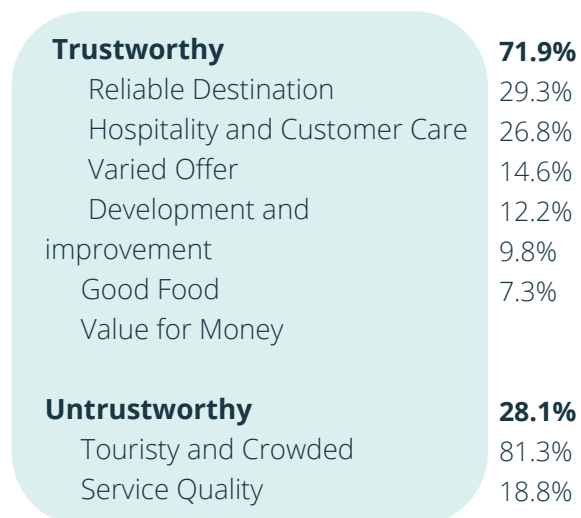 Trustworthy 71.9%
Reliable Destination 29.3%
Hospitality and Customer Care 26.8%
Varied Offer 14.6%
Development and 12.2%
improvement 9.8%
Good Food 7.3%
Value for Money
Untrustworthy 28.1%
Touristy and Crowded 81.3%
Service Quality 18.8%